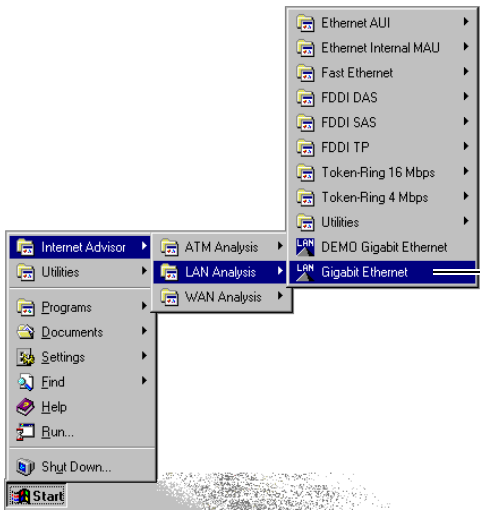 Ethernet AUI
Ethernet Internal MAU
Fast Ethernet
FDDI DAS
FDDI SAS
FDDI TP
Token-Ring 16 Mbps
Token-Ring 4 Mbps
Utilities
LAN DEMO Gigabit Ethernet
LAN Gigabit Ethernet
Internet Advisor
Utilities
Programs
Documents
Settings
Find
Help
Run...
Shut Down...
Start
ATM Analysis
LAN Analysis
WAN Analysis